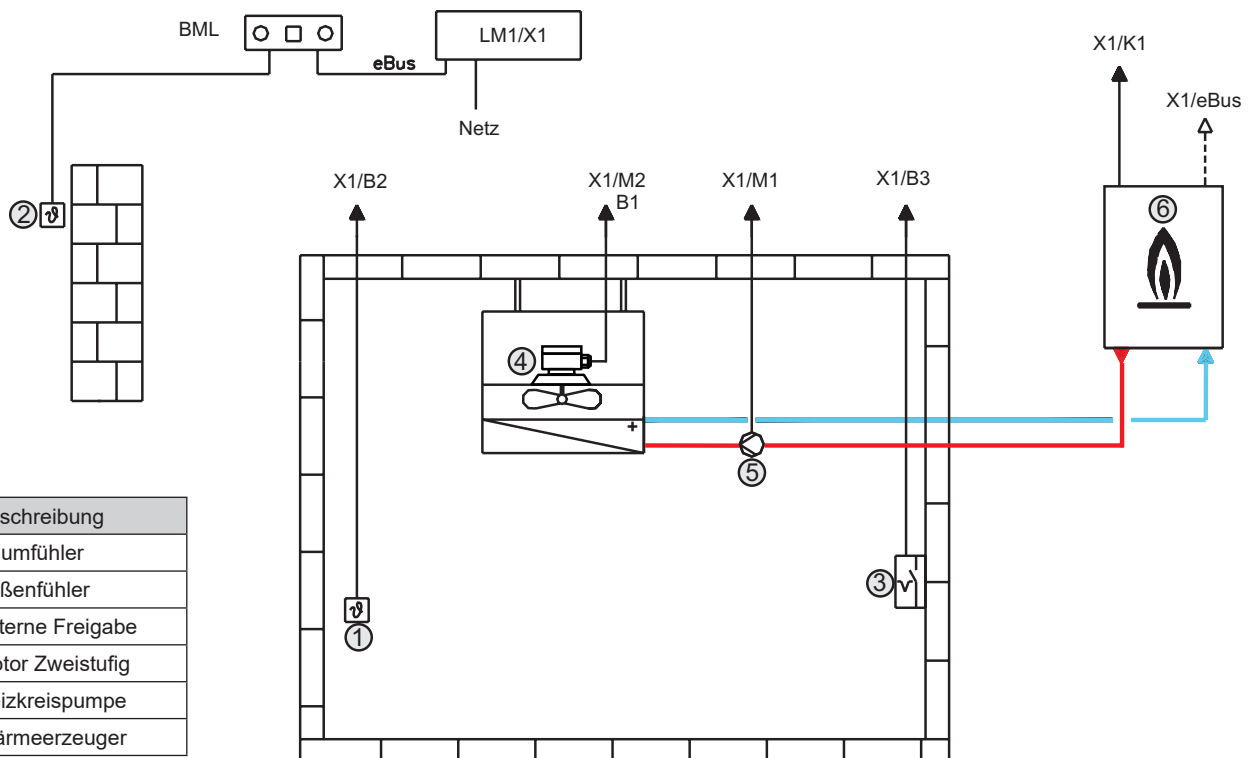 BML
LM1/X1
eBus
Netz
X1/K1
X1/eBus
X1/B2
X1/M2
B1
X1/M1
X1/B3
2
ϑ
6
4
+
5
3
ϑ
1
schreibung
umfühler
ßenfühler
terne Freigabe
otor Zweistufig
izkreispumpe
ärmeerzeuger